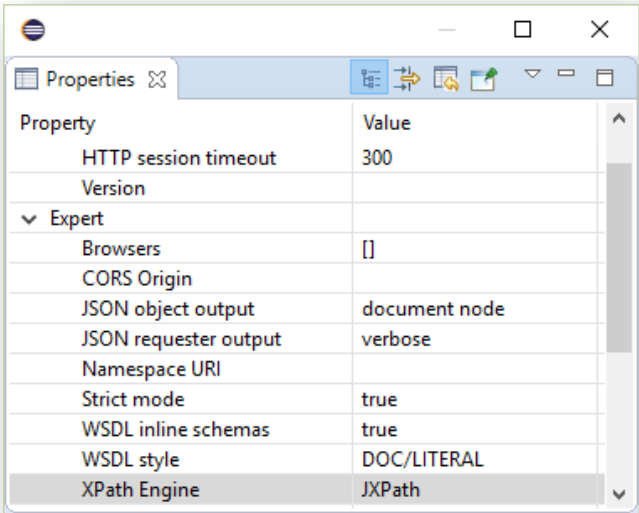 Properties
Property Value
HTTP session timeout 300
Version
Expert
Browsers []
CORS Origin
JSON object output document node
JSON requester output verbose
Namespace URI
Strict mode true
WSDL inline schemas true
WSDL style DOC/LITERAL
XPath Engine JXPath